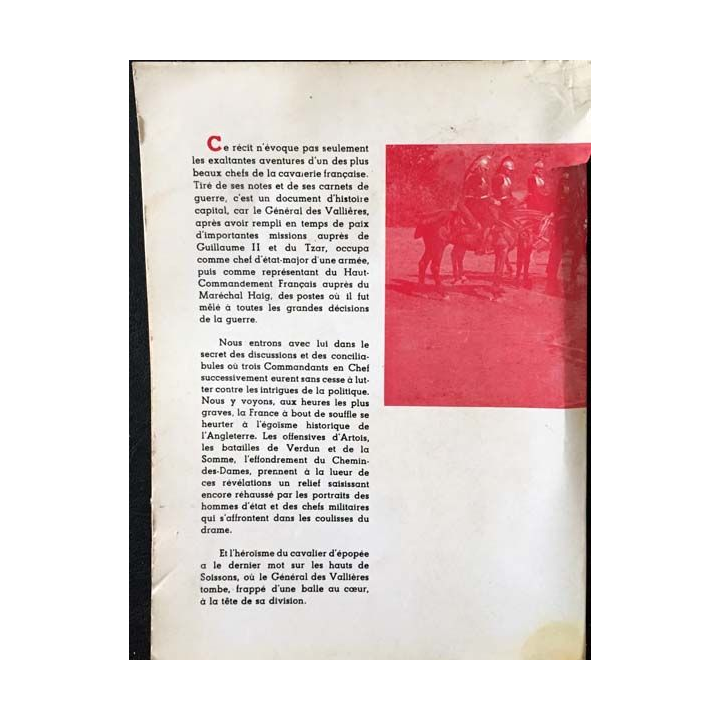 Ce récit n'évoque pas seulement
les exaltantes aventures d'un des plus
beaux chefs de la cavalerie française.
Tiré de ses notes et de ses carnets de
guerre, c'est un document d'histoire
capital, car le Général des Vallières,
après avoir rempli en temps de paix
d'importantes missions auprès de
Guillaume II et du Tzar, occupa
comme chef d'état-major d'une armée,
puis comme représentant du Haut-
Commandement Français auprès du
Maréchal Haig, des postes où il fut
mêlé à toutes les grandes décisions
de la guerre.
Nous entrons avec lui dans le
secret des discussions et des concilia-
bules où trois Commandants en Chef
successivement eurent sans cesse à lut-
ter contre les intrigues de la politique.
Nous y voyons, aux heures les plus
graves, la France à bout de souffle se
heurter à l'égoïsme historique de
l'Angleterre. Les offensives d'Artois,
les batailles de Verdun et de la
Somme, l'effondrement du Chemin-
des-Dames, prennent à la lueur de
ces révélations un relief saisissant
encore réhaussé par les portraits des
hommes d'état et des chefs militaires
qui s'affrontent dans les coulisses du
drame.
Et l'héroïsme du cavalier d'épopée
a le dernier mot sur les hauts de
Soissons, où le Général des Vallières
tombe, frappé d'une balle au cœur,
à la tête de sa division.